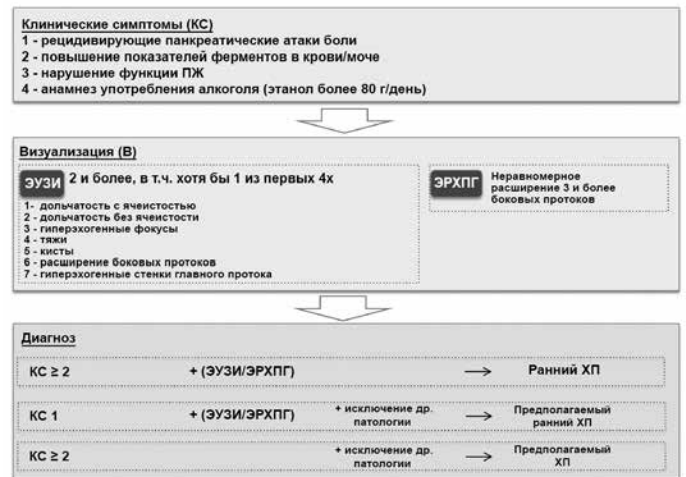 Клинические симптомы (КС)
1 - рецидивирующие панкреатические атаки боли
2 - повышение показателей ферментов в крови/моче
3 - нарушение функции ПЖ
4 - анамнез употребления алкоголя (этанол более 80 г/день)
Визуализация (В)
ЭУЗИ 2 и более, в т.ч. хотя бы 1 из первых 4х
1- дольчатость с ячеистостью
2 - дольчатость без ячеистости
3 - гиперэхогенные фокусы
4 - тяжи
5 - кисты
6 - расширение боковых протоков
7 - гиперэхогенные стенки главного протока
ЭРХПГ Неравномерное
расширение 3 и более
боковых протоков
Диагноз
КС ≥ 2 + (ЭУЗИ/ЭРХПГ) → Ранний ХП
КС 1 + (ЭУЗИ/ЭРХПГ) + исключение др. → Предполагаемый
патологии ранний ХП
КС ≥ 2 + исключение др. → Предполагаемый
патологии ХП